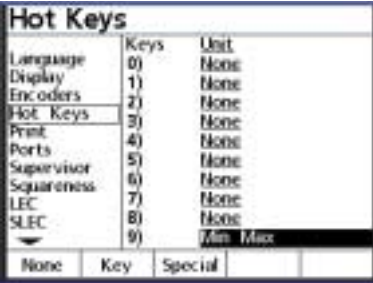 Hot Keys
Keys Unit
Language
Display
Encoders
Hot Keys
Print
Ports
Supervisor
Squareness
LEC
SLEC
0) None
1) None
2) None
3) None
4) None
5) None
6) None
7) None
8) None
9) Min Max
None Key Special